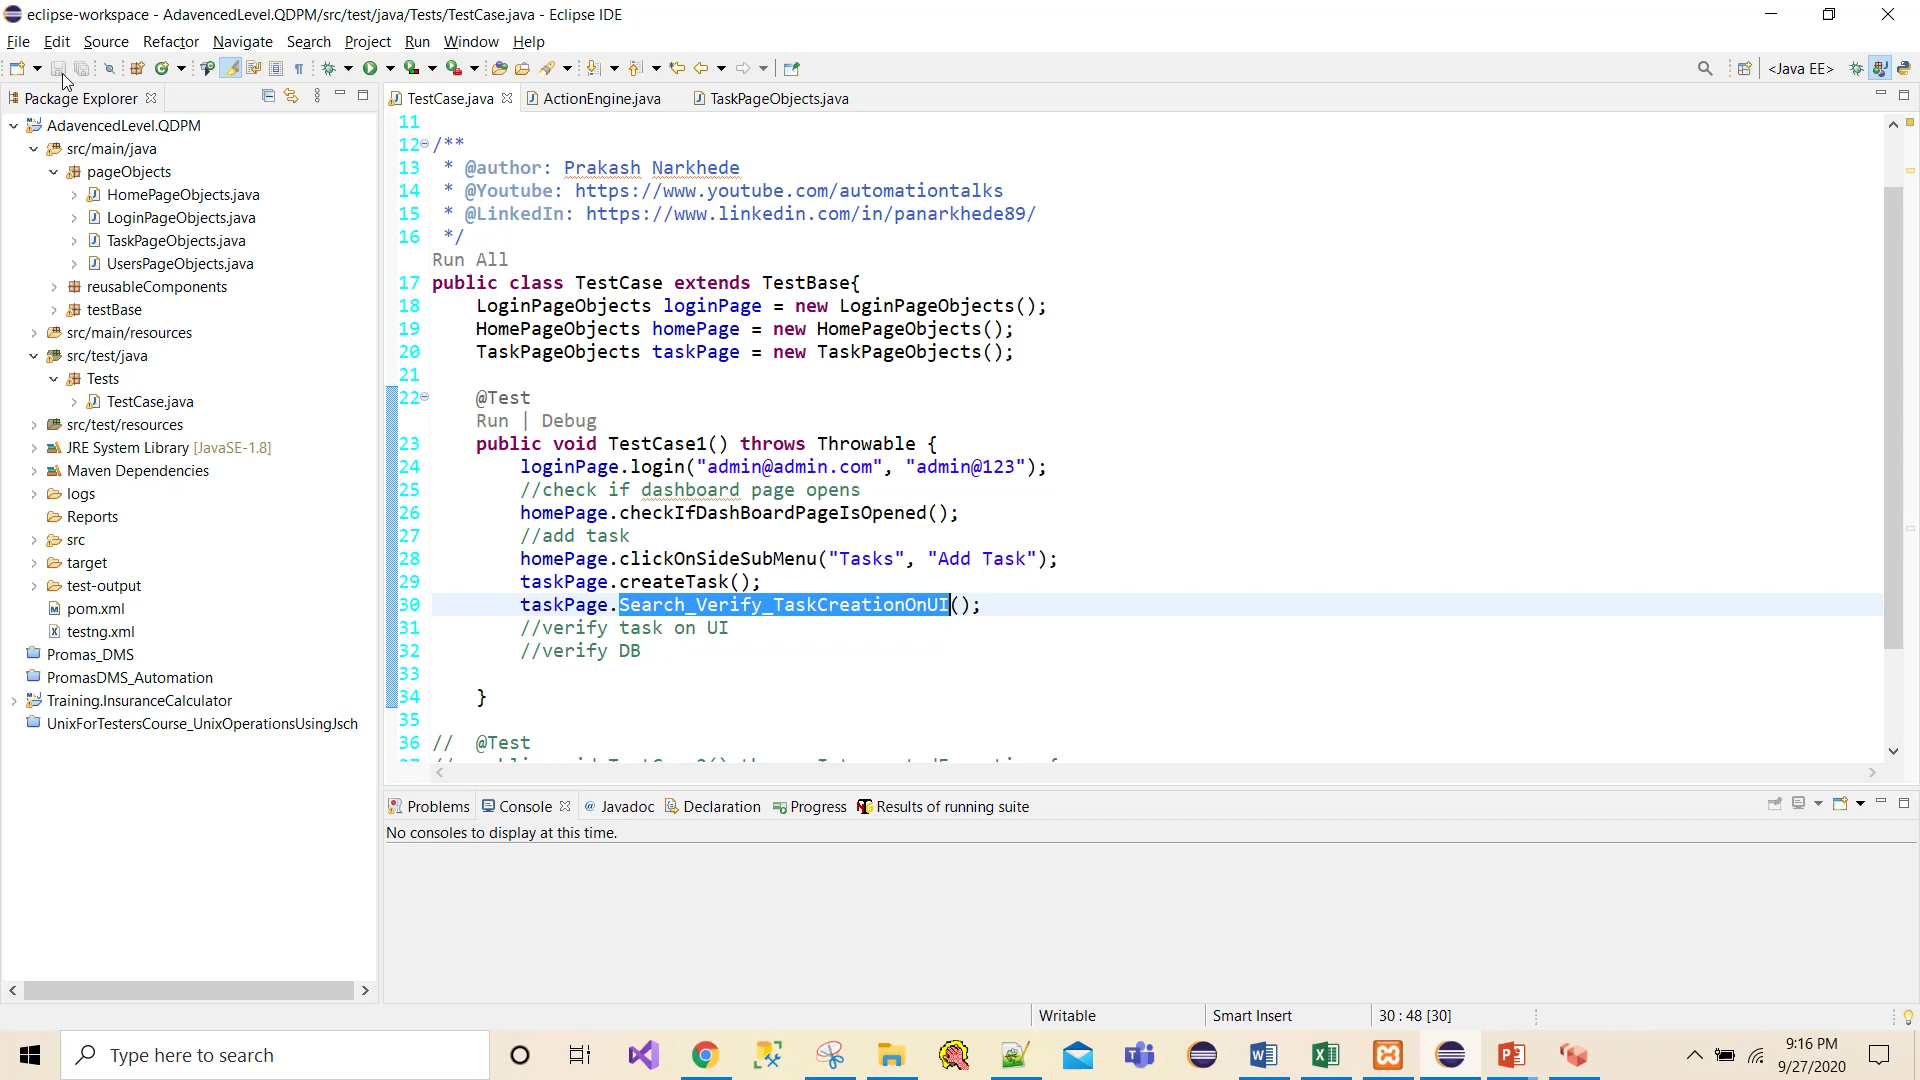 eclipse-workspace - AdavencedLevel.QDPM/src/test/java/Tests/TestCase.java - Eclipse IDE
File Edit Source Refactor Navigate Search Project Run Window Help
<Java EE>
Package Explorer
TestCase.java ActionEngine.java TaskPageObjects.java
AdavencedLevel.QDPM
src/main/java
pageObjects
HomePageObjects.java
LoginPageObjects.java
TaskPageObjects.java
UsersPageObjects.java
reusableComponents
testBase
src/main/resources
src/test/java
Tests
TestCase.java
src/test/resources
JRE System Library [JavaSE-1.8]
Maven Dependencies
logs
Reports
src
target
test-output
pom.xml
testng.xml
Promas_DMS
PromasDMS_Automation
Training.InsuranceCalculator
UnixForTestersCourse_UnixOperationsUsingJsch
11
12 /**
13 * @author: Prakash Narkhede
14 * @Youtube: https://www.youtube.com/automationtalks
15 * @LinkedIn: https://www.linkedin.com/in/panarkhede89/
16 */
Run All
17 public class TestCase extends TestBase{
18 LoginPageObjects loginPage = new LoginPageObjects();
19 HomePageObjects homePage = new HomePageObjects();
20 TaskPageObjects taskPage = new TaskPageObjects();
21
22 @Test
Run | Debug
23 public void TestCase1() throws Throwable {
24 loginPage.login("admin@admin.com", "admin@123");
25 //check if dashboard page opens
26 homePage.checkIfDashBoardPageIsOpened();
27 //add task
28 homePage.clickOnSideSubMenu("Tasks", "Add Task");
29 taskPage.createTask();
30 taskPage.Search_Verify_TaskCreationOnUI();
31 //verify task on UI
32 //verify DB
33
34 }
35
36 // @Test
Problems Console Javadoc Declaration Progress Results of running suite
No consoles to display at this time.
Writable Smart Insert 30 : 48 [30]
Type here to search
9:16 PM
9/27/2020